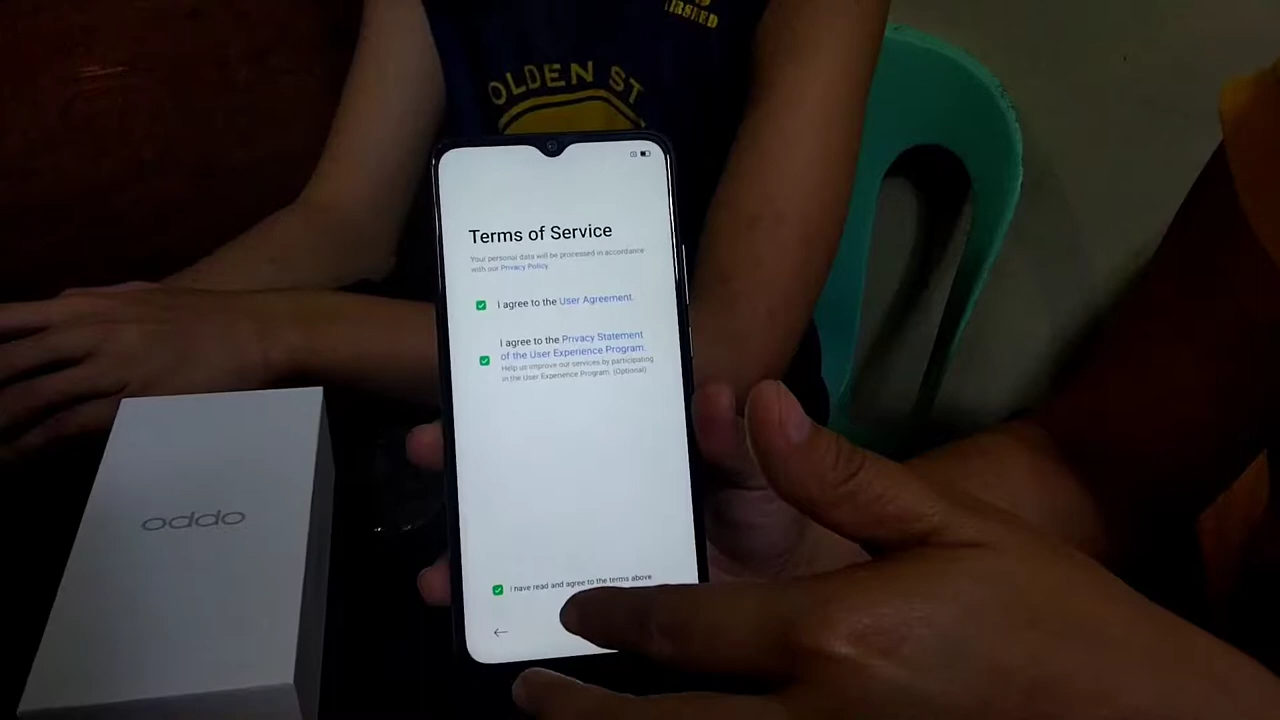 OLDEN ST
Terms of Service
Your personal data will be processed in accordance
with our Privacy Policy.
I agree to the User Agreement.
I agree to the Privacy Statement
of the User Experience Program.
Help us improve our services by participating
in the User Experience Program. (Optional)
I have read and agree to the terms above
oppo